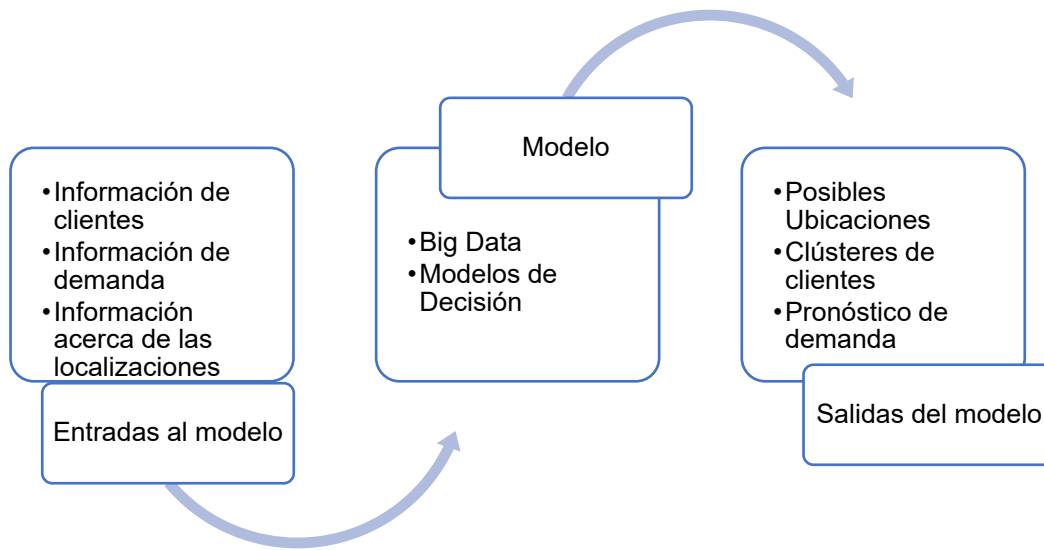 •Información de
clientes
•Información de
demanda
•Información
acerca de las
localizaciones
Entradas al modelo
Modelo
•Big Data
•Modelos de
Decisión
•Posibles
Ubicaciones
•Clústeres de
clientes
•Pronóstico de
demanda
Salidas del modelo